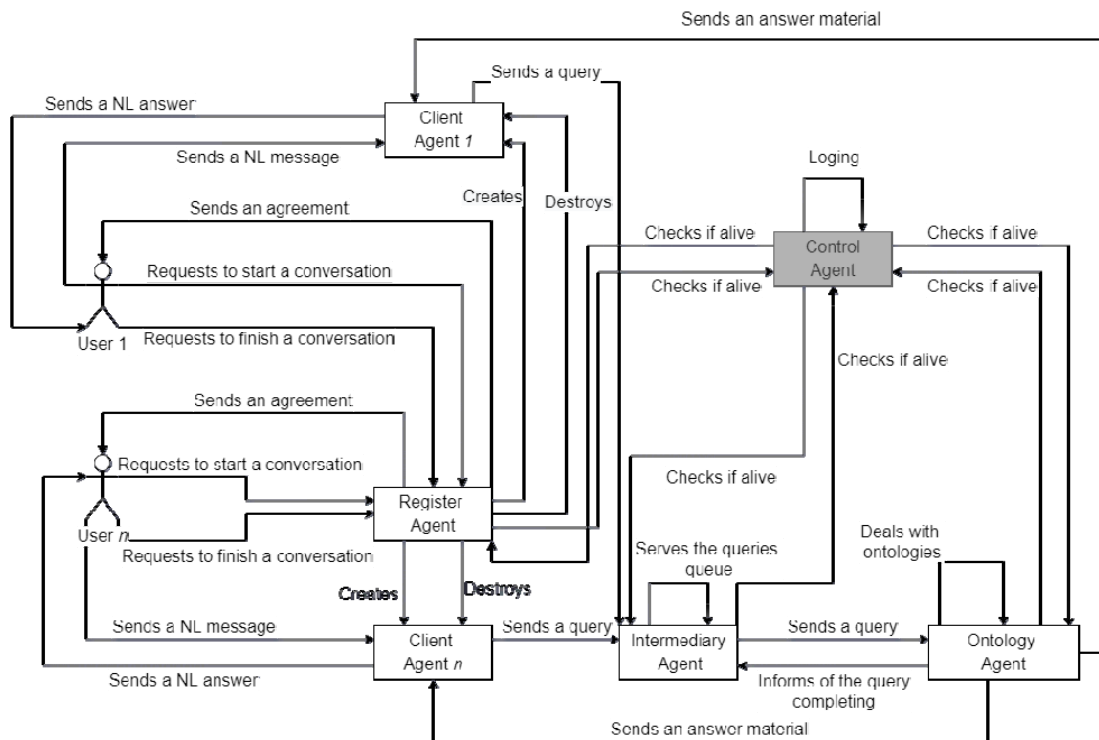 Sends an answer material
Sends a query
Sends a NL answer
Client
Agent 1
Sends a NL message
Loging
Creates
Destroys
Sends an agreement
Checks if alive
Control
Agent
Checks if alive
Requests to start a conversation
Checks if alive
Checks if alive
User 1
Requests to finish a conversation
Checks if alive
Sends an agreement
Requests to start a conversation
Checks if alive
Register
Agent
User n
Requests to finish a conversation
Deals with
ontologies
Serves the queries
queue
Creates
Destroys
Sends a NL message
Client
Agent n
Sends a query
Intermediary
Agent
Sends a query
Ontology
Agent
Sends a NL answer
Informs of the query
completing
Sends an answer material